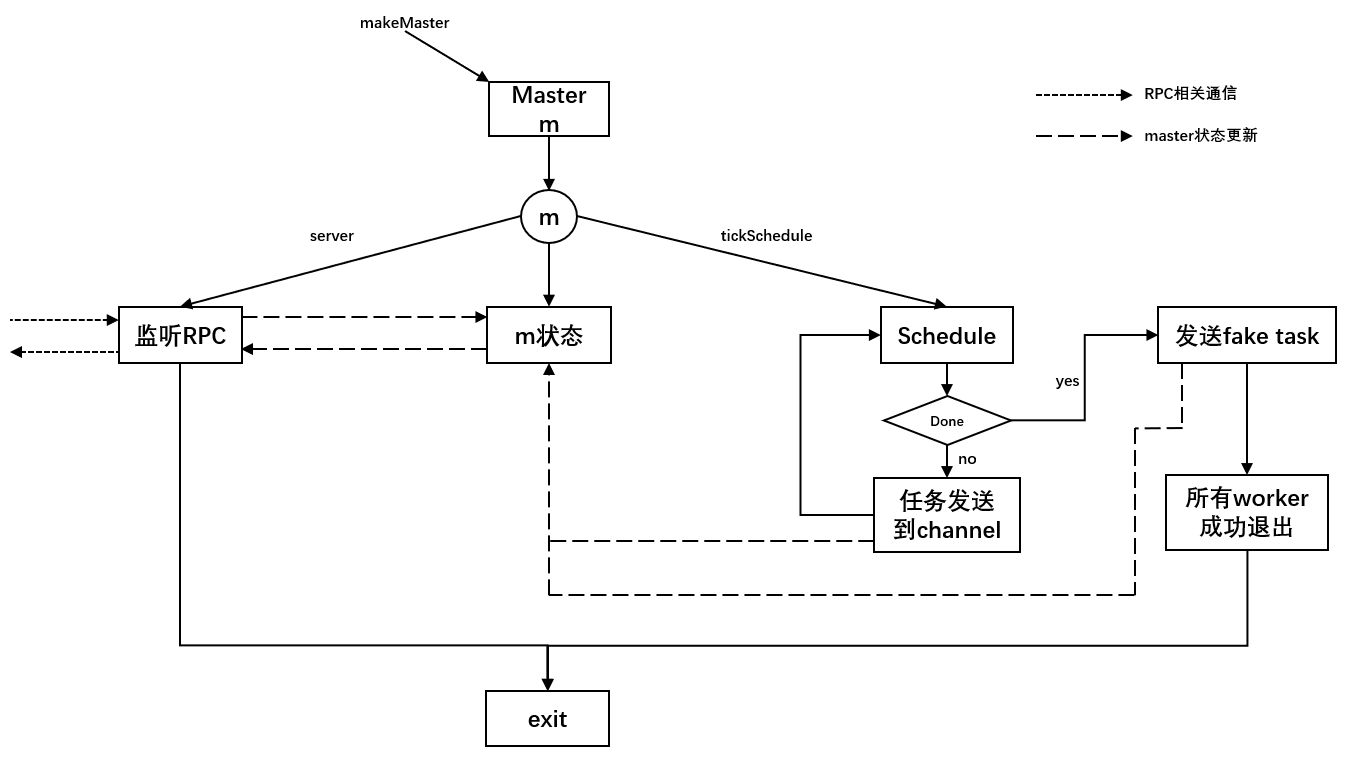 makeMaster
Master
m
RPC相关通信
master状态更新
m
server
tickSchedule
监听RPC
m状态
Schedule
发送fake task
yes
Done
no
任务发送
到channel
所有worker
成功退出
exit